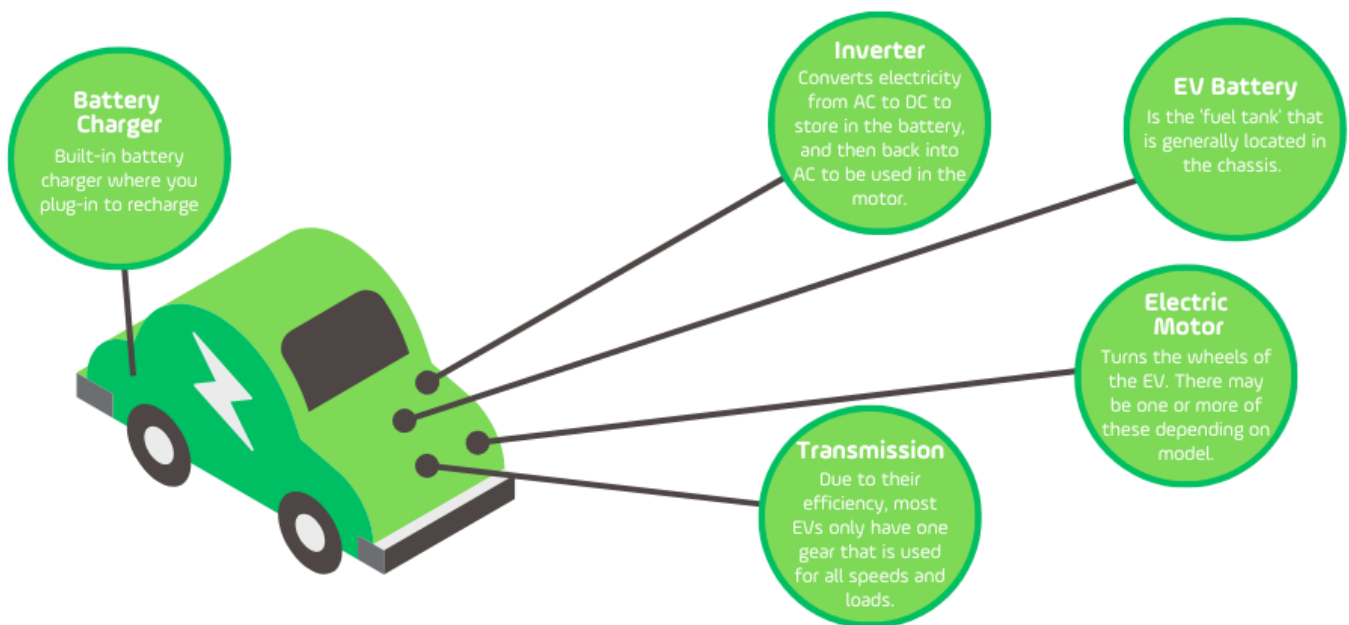 Battery
Charger
Built-in battery
charger where you
plug-in to recharge
Inverter
Converts electricity
from AC to DC to
store in the battery,
and then back into
AC to be used in the
motor.
EV Battery
Is the 'fuel tank' that
is generally located in
the chassis.
Electric
Motor
Turns the wheels of
the EV. There may
be one or more of
these depending on
model.
Transmission
Due to their
efficiency, most
EVs only have one
gear that is used
for all speeds and
loads.